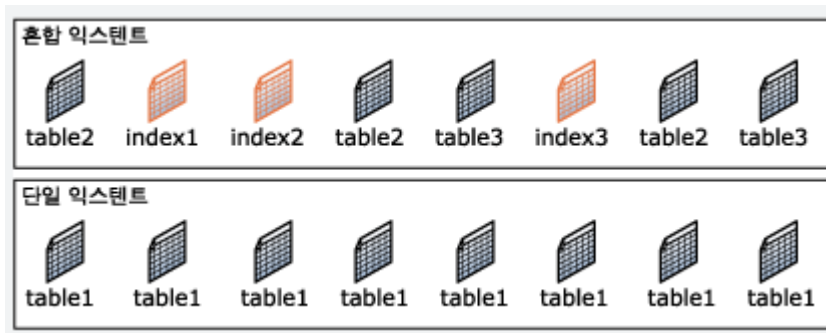 혼합 익스텐트
table2 index1 index2 table2 table3 index3 table2 table3
단일 익스텐트
table1 table1 table1 table1 table1 table1 table1 table1